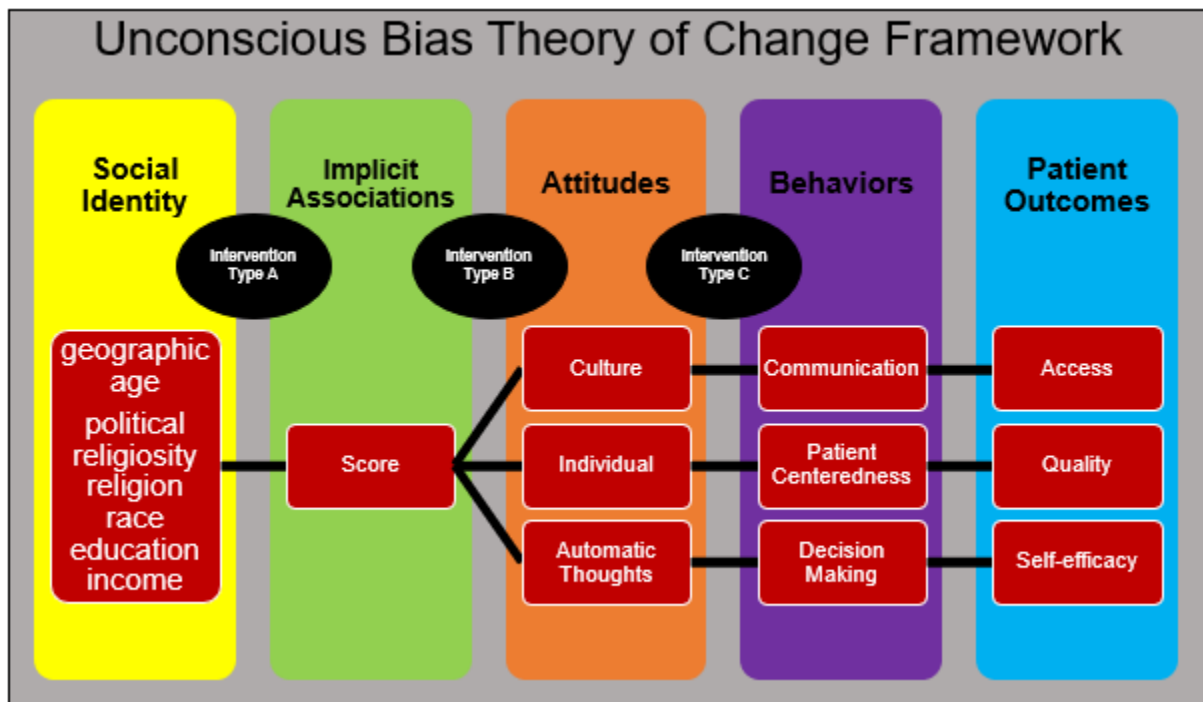 Unconscious Bias Theory of Change Framework
Social
Identity
Implicit
Associations
Attitudes
Behaviors
Patient
Outcomes
Intervention
Type A
Intervention
Type B
Intervention
Type C
geographic
age
political
religiosity
religion
race
education
income
Score
Culture
Individual
Automatic
Thoughts
Communication
Patient
Centeredness
Decision
Making
Access
Quality
Self-efficacy